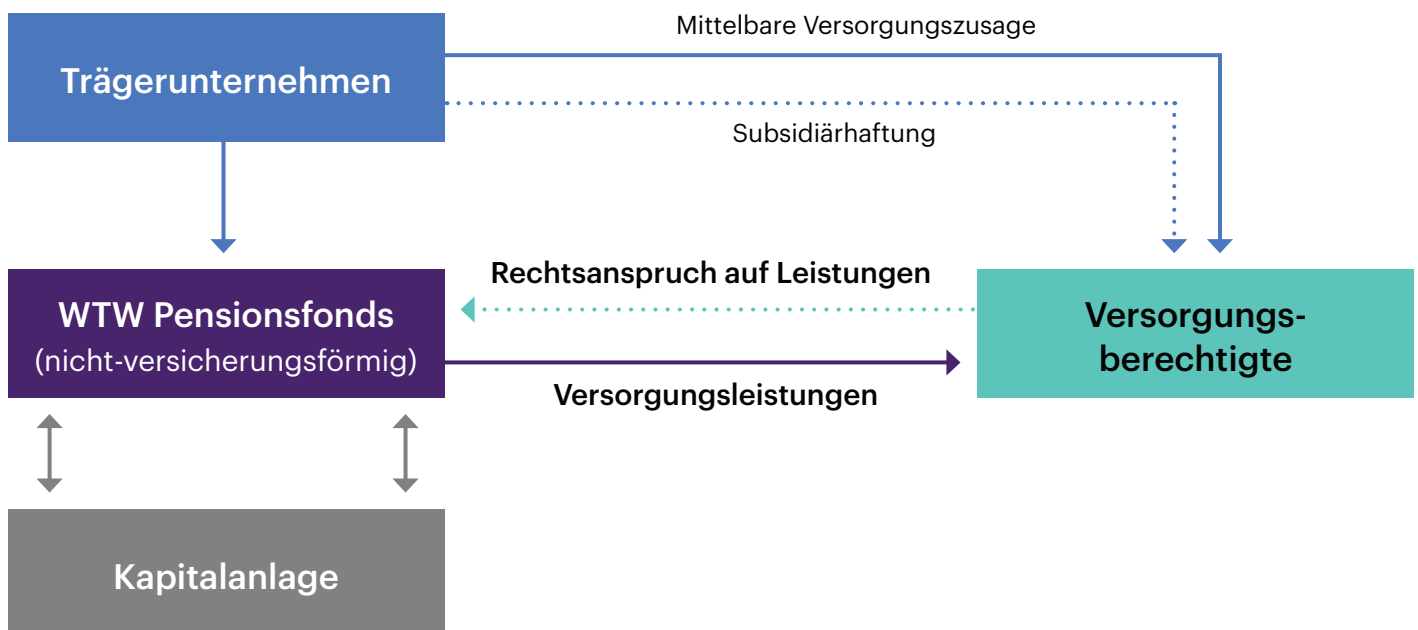 Mittelbare Versorgungszusage
Trägerunternehmen
Subsidiärhaftung
Rechtsanspruch auf Leistungen
WTW Pensionsfonds
(nicht-versicherungsförmig)
Versorgungs-
berechtigte
Versorgungsleistungen
Kapitalanlage